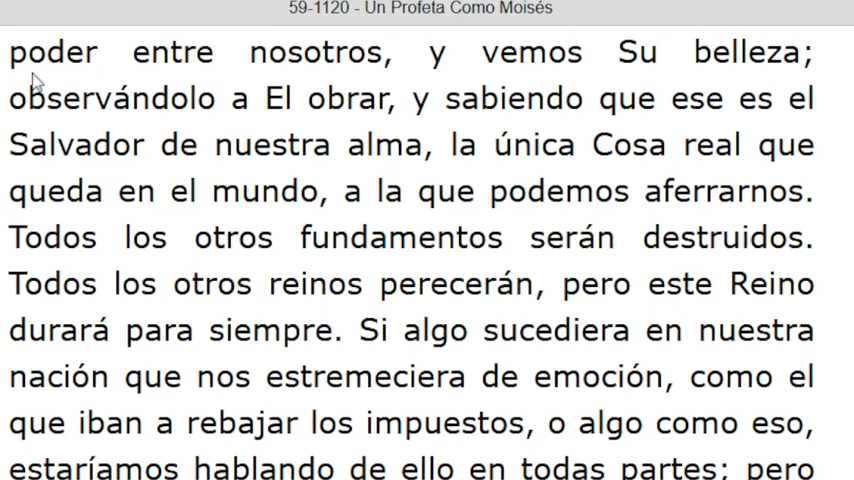 59-1120 - Un Profeta Como Moisés
poder entre nosotros, y vemos Su belleza;
observándolo a El obrar, y sabiendo que ese es el
Salvador de nuestra alma, la única Cosa real que
queda en el mundo, a la que podemos aferrarnos.
Todos los otros fundamentos serán destruidos.
Todos los otros reinos perecerán, pero este Reino
durará para siempre. Si algo sucediera en nuestra
nación que nos estremeciera de emoción, como el
que iban a rebajar los impuestos, o algo como eso,
estaríamos hablando de ello en todas partes; pero